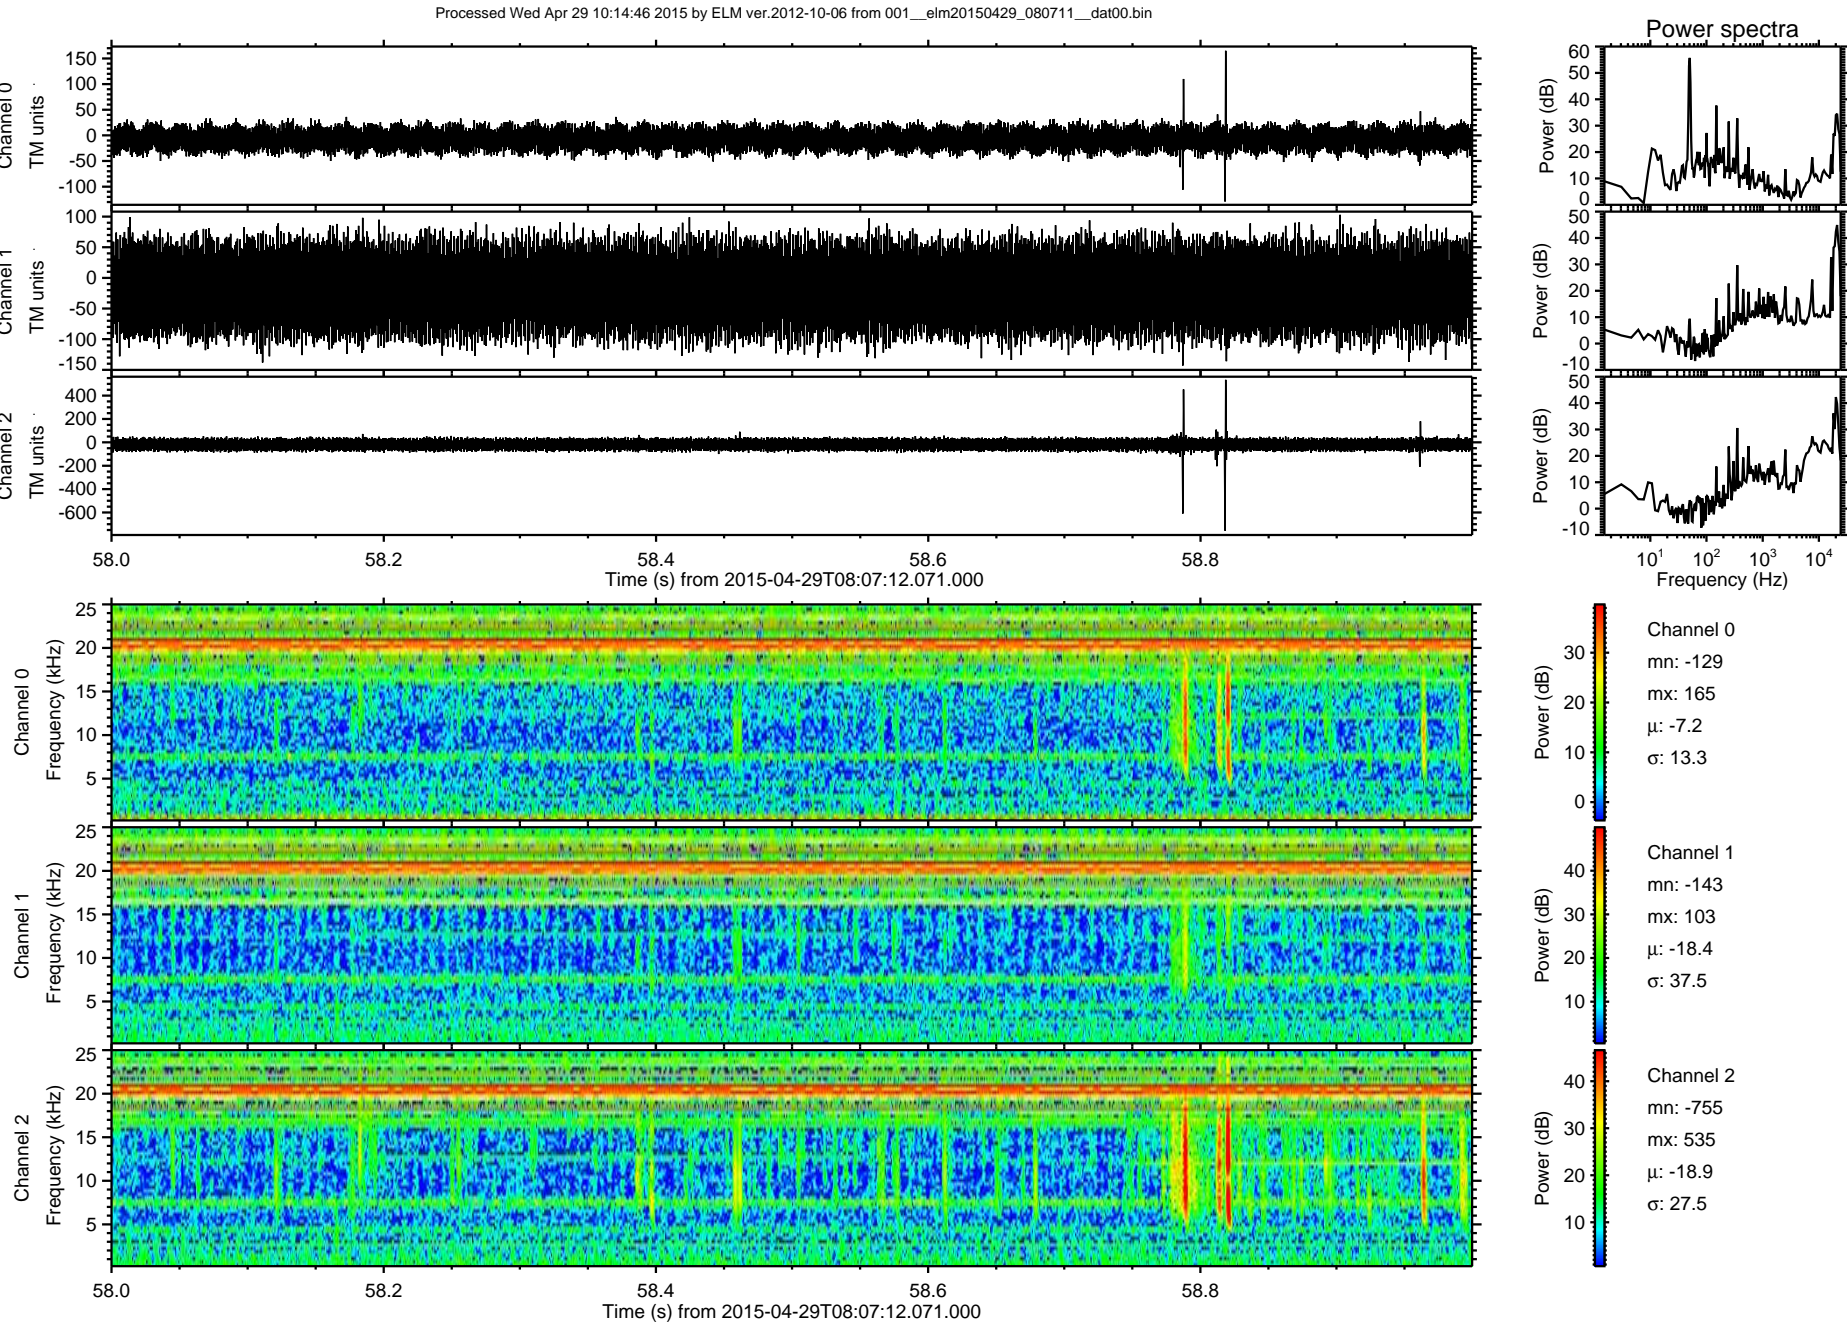 Processed Wed Apr 29 10:14:46 2015 by ELM ver.2012-10-06 from 001__elm20150429_080711__dat00.bin
Power spectra
Channel 0
TM units
150
100
50
0
-50
-100
Power (dB)
60
50
40
30
20
10
0
Channel 1
TM units
100
50
0
-50
-100
-150
Power (dB)
50
40
30
20
10
0
-10
Channel 2
TM units
400
200
0
-200
-400
-600
Power (dB)
50
40
30
20
10
0
-10
58.0 58.2 58.4 58.6 58.8
Time (s) from 2015-04-29T08:07:12.071.000
10¹ 10² 10³ 10⁴
Frequency (Hz)
Channel 0
Frequency (kHz)
25
20
15
10
5
Power (dB)
30
20
10
0
Channel 0
mn: -129
mx: 165
μ: -7.2
σ: 13.3
Channel 1
Frequency (kHz)
25
20
15
10
5
Power (dB)
40
30
20
10
Channel 1
mn: -143
mx: 103
μ: -18.4
σ: 37.5
Channel 2
Frequency (kHz)
25
20
15
10
5
Power (dB)
40
30
20
10
Channel 2
mn: -755
mx: 535
μ: -18.9
σ: 27.5
58.0 58.2 58.4 58.6 58.8
Time (s) from 2015-04-29T08:07:12.071.000